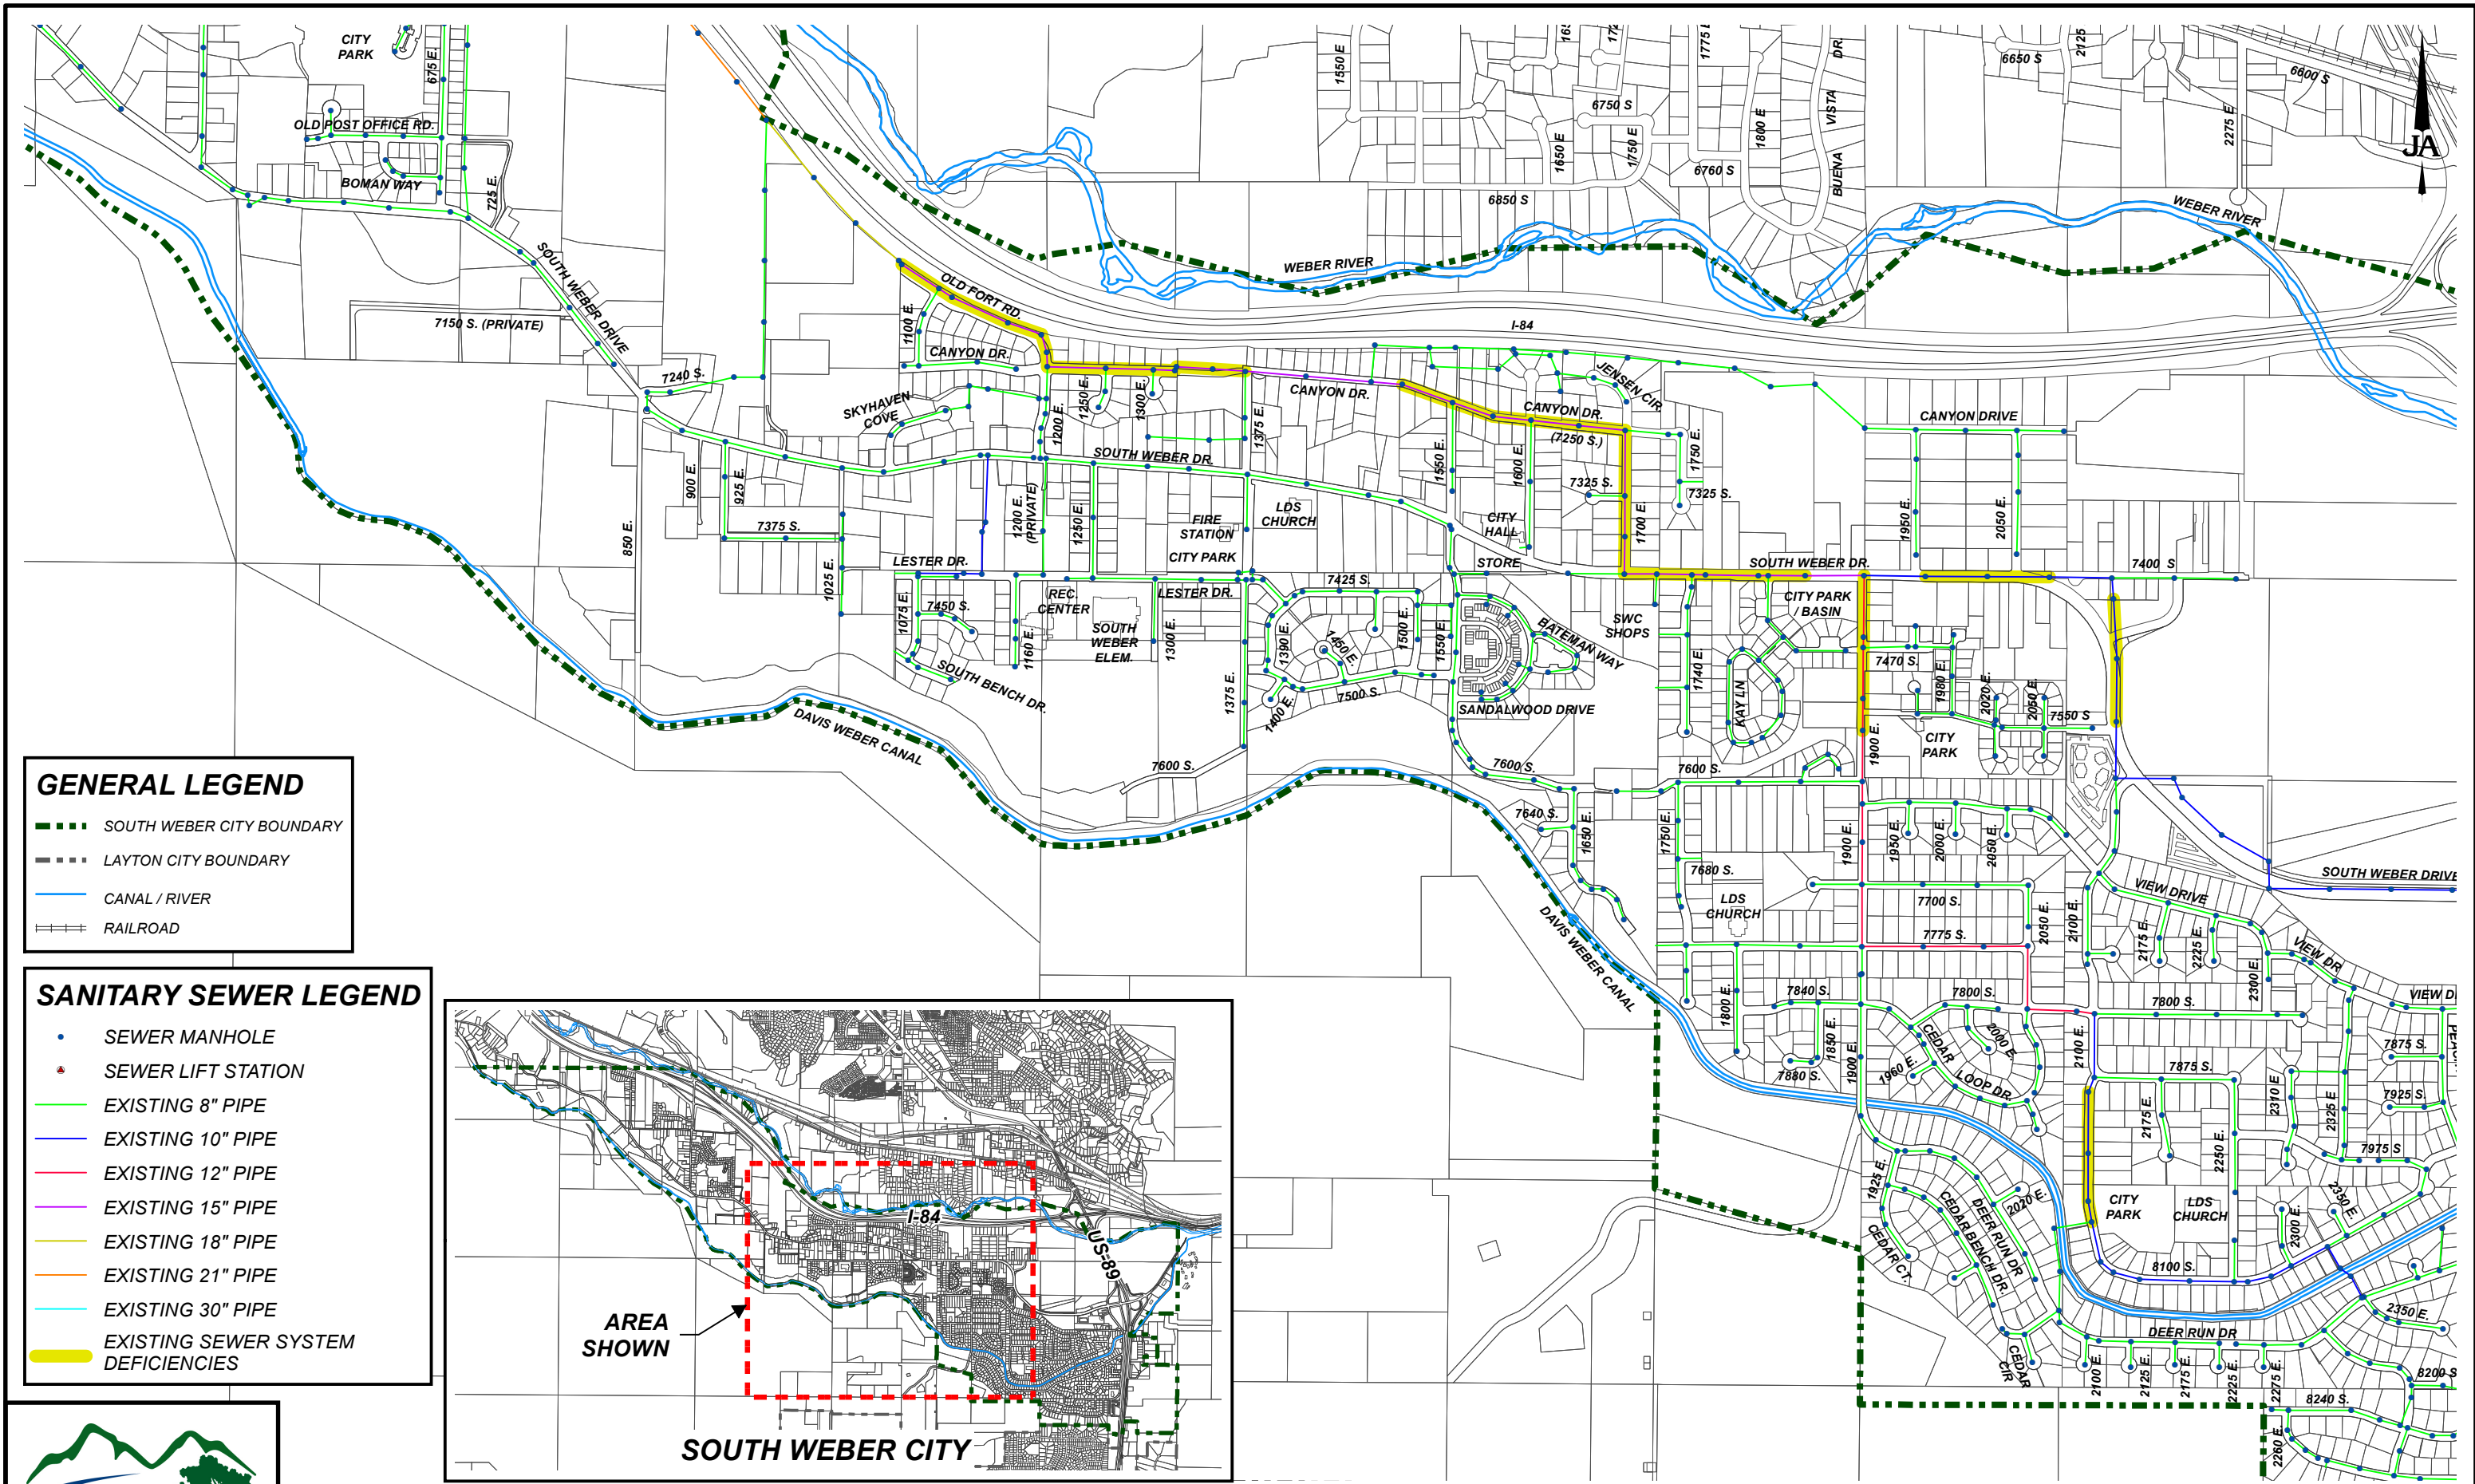 CITY
PARK
675 E.
OLD POST OFFICE RD.
BOMAN WAY
725 E.
SOUTH WEBER DRIVE
7150 S. (PRIVATE)
7240 S.
1550 E
1775 E
6750 S
1650 E
1750 E
1800 E
6760 S
6850 S
BUENA VISTA DR.
6650 S
2125
6600 S
2275 E.
JA
WEBER RIVER
WEBER RIVER
I-84
OLD FORT RD.
1100 E.
CANYON DR.
SKYHAVEN
COVE
1200 E.
1250 E.
1300 E.
1375 E.
CANYON DR.
CANYON DR.
(7250 S.)
JENSEN CIR.
CANYON DRIVE
SOUTH WEBER DR.
1550 E.
1600 E.
1750 E.
7325 S.
7325 S.
1700 E.
1950 E.
2050 E.
900 E.
925 E.
7375 S.
850 E.
1025 E.
1200 E.
(PRIVATE)
1250 E.
FIRE
STATION
LDS
CHURCH
CITY PARK
CITY
HALL
STORE
SOUTH WEBER DR.
7400 S
LESTER DR.
LESTER DR.
1075 E.
7450 S.
REC.
CENTER
SOUTH
WEBER
ELEM.
1160 E.
1300 E.
SOUTH BENCH DR.
1375 E.
7425 S.
1390 E.
1450 E.
1500 E.
1550 E.
1400 E.
7500 S.
BATEMAN WAY
SANDALWOOD DRIVE
SWC
SHOPS
1740 E.
CITY PARK
/ BASIN
KAY LN
7470 S.
1980 E.
2020 E.
2050 E.
7550 S
CITY
PARK
1900 E.
DAVIS WEBER CANAL
7600 S.
7600 S.
7600 S.
7640 S.
1650 E.
1750 E.
1900 E.
1950 E.
2000 E.
2050 E.
7680 S.
LDS
CHURCH
7700 S.
7775 S.
2050 E.
2100 E.
VIEW DRIVE
SOUTH WEBER DRIVE
2175 E.
2225 E.
VIEW DR
2300 E.
DAVIS WEBER CANAL
1800 E.
7840 S.
1850 E.
7880 S.
1900 E.
7800 S.
CEDAR
LOOP DR.
2000 E.
1960 E.
2100 E.
7800 S.
7875 S.
7875 S.
7925 S.
2175 E.
2250 E.
2310 E
2325 E
7975 S
CITY
PARK
LDS
CHURCH
2300 E.
2350 E
1925 E.
CEDAR CT.
CEDAR BENCH DR.
DEER RUN DR
2020 E.
8100 S.
DEER RUN DR
2350 E.
CEDAR
CIR
2100 E.
2125 E.
2175 E.
2225 E.
2275 E.
8200 S
8240 S.
2260 E.
GENERAL LEGEND
SOUTH WEBER CITY BOUNDARY
LAYTON CITY BOUNDARY
CANAL / RIVER
RAILROAD
SANITARY SEWER LEGEND
SEWER MANHOLE
SEWER LIFT STATION
EXISTING 8" PIPE
EXISTING 10" PIPE
EXISTING 12" PIPE
EXISTING 15" PIPE
EXISTING 18" PIPE
EXISTING 21" PIPE
EXISTING 30" PIPE
EXISTING SEWER SYSTEM
DEFICIENCIES
I-84
US-89
AREA
SHOWN
SOUTH WEBER CITY